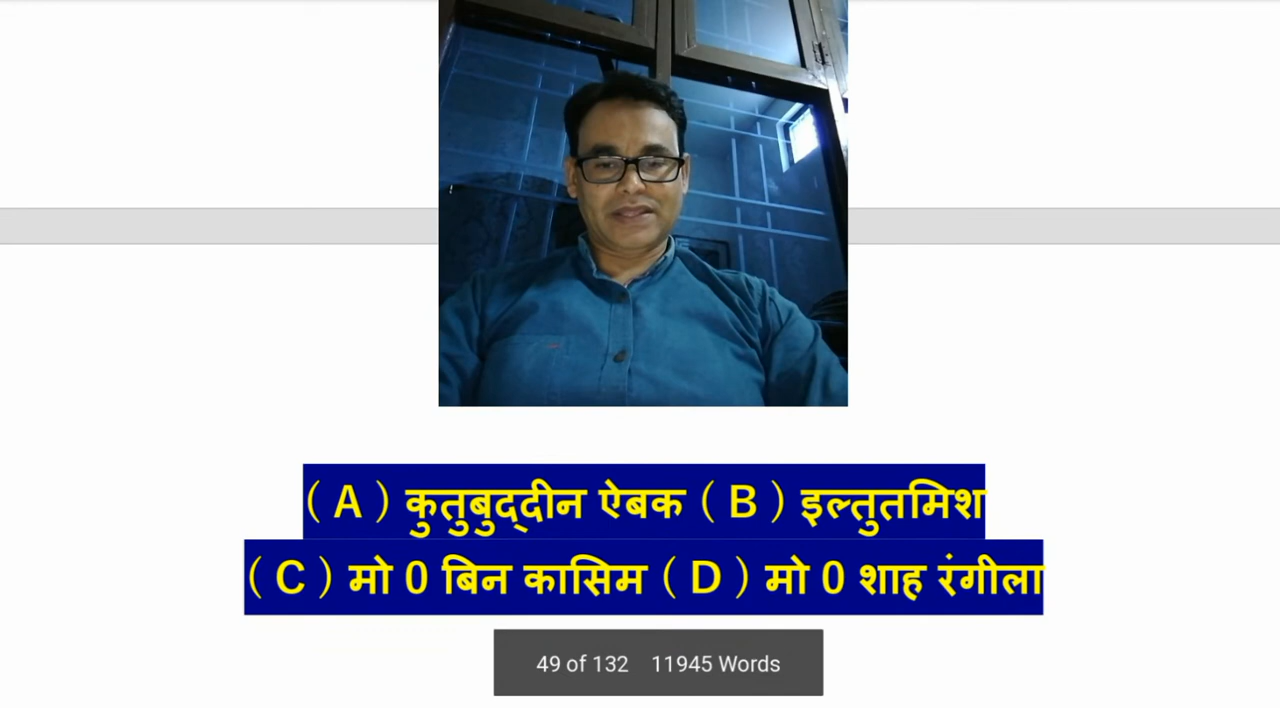 ( A ) कुतुबुद्दीन ऐबक ( B ) इल्तुतमिश
( C ) मो 0 बिन कासिम ( D ) मो 0 शाह रंगीला
49 of 132 11945 Words